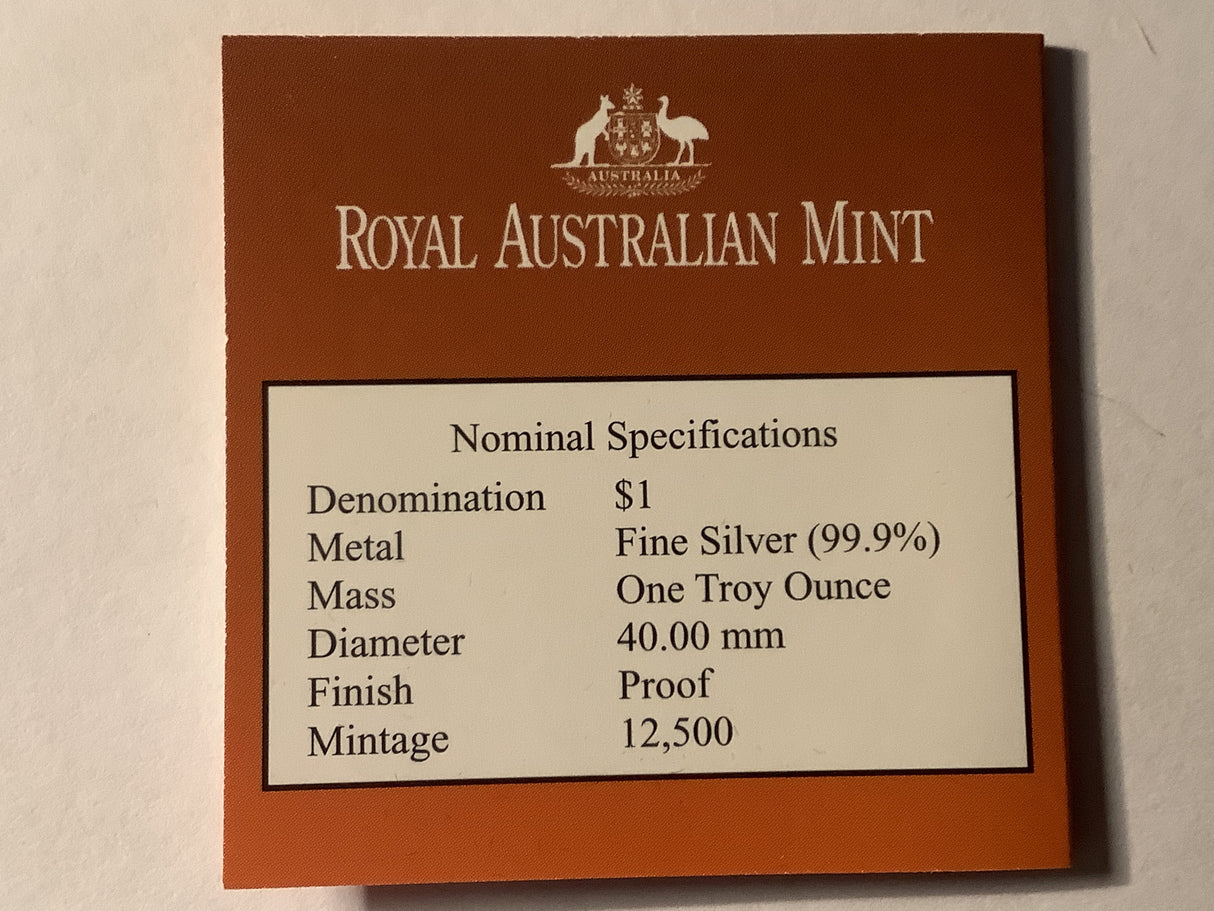 AUSTRALIA
ROYAL AUSTRALIAN MINT
Nominal Specifications
Denomination $1
Metal Fine Silver (99.9%)
Mass One Troy Ounce
Diameter 40.00 mm
Finish Proof
Mintage 12,500